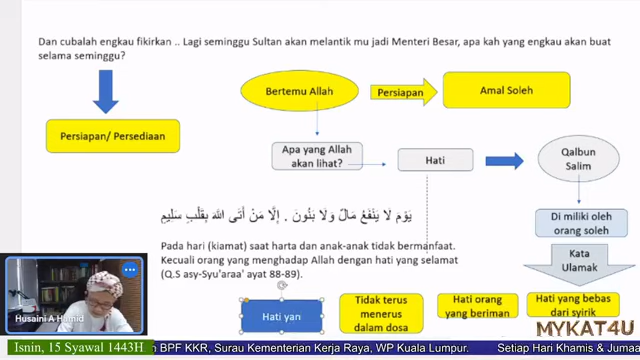 Dan cubalah engkau fikirkan .. Lagi seminggu Sultan akan melantik mu jadi Menteri Besar, apa kah yang engkau akan buat
selama seminggu?
Persiapan/ Persediaan
Bertemu Allah
Persiapan
Amal Soleh
Apa yang Allah
akan lihat?
Hati
Qalbun
Salim
يَوْمَ لَا يَنْفَعُ مَالٌ وَلَا بَنُونَ . إِلَّا مَنْ أَتَى اللهَ بِقَلْبٍ سَلِيْمٍ
Pada hari (kiamat) saat harta dan anak-anak tidak bermanfaat.
Kecuali orang yang menghadap Allah dengan hati yang selamat
(Q.S asy-Syu'araa' ayat 88-89).
Di miliki oleh
orang soleh
Kata
Ulamak
Hati yan
Tidak terus
menerus
dalam dosa
Hati orang
yang beriman
Hati yang bebas
dari syirik
Husaini A Hamid
MYKAT4U
Isnin, 15 Syawal 1443H
n BPF KKR, Surau Kementerian Kerja Raya, WP Kuala Lumpur.
Setiap Hari Khamis & Jumaa